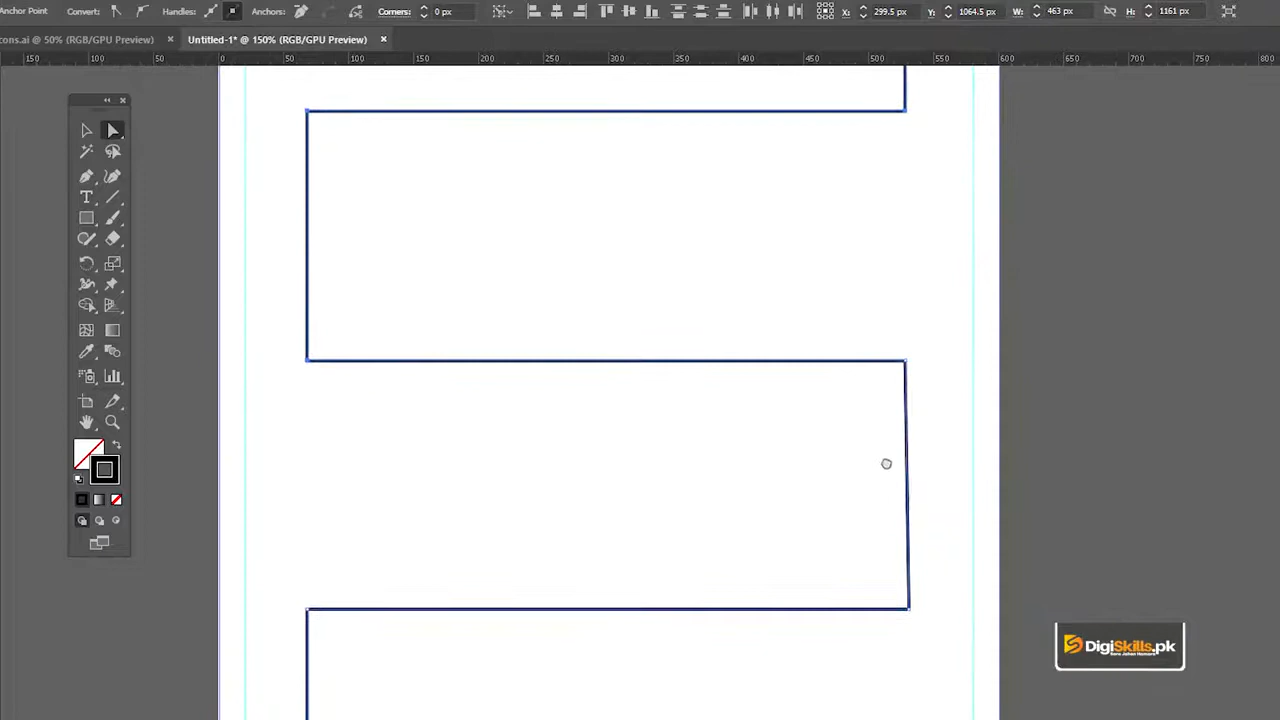 Anchor Point Convert: Handles: Anchors: Corners: 0 px X: 299.5 px Y: 1064.5 px W: 463 px H: 1161 px
cons.ai @ 50% (RGB/GPU Preview) × Untitled-1* @ 150% (RGB/GPU Preview) ×
150 100 50 0 50 100 150 200 250 300 350 400 450 500 550 600 650 700 750 800
DigiSkills.pk